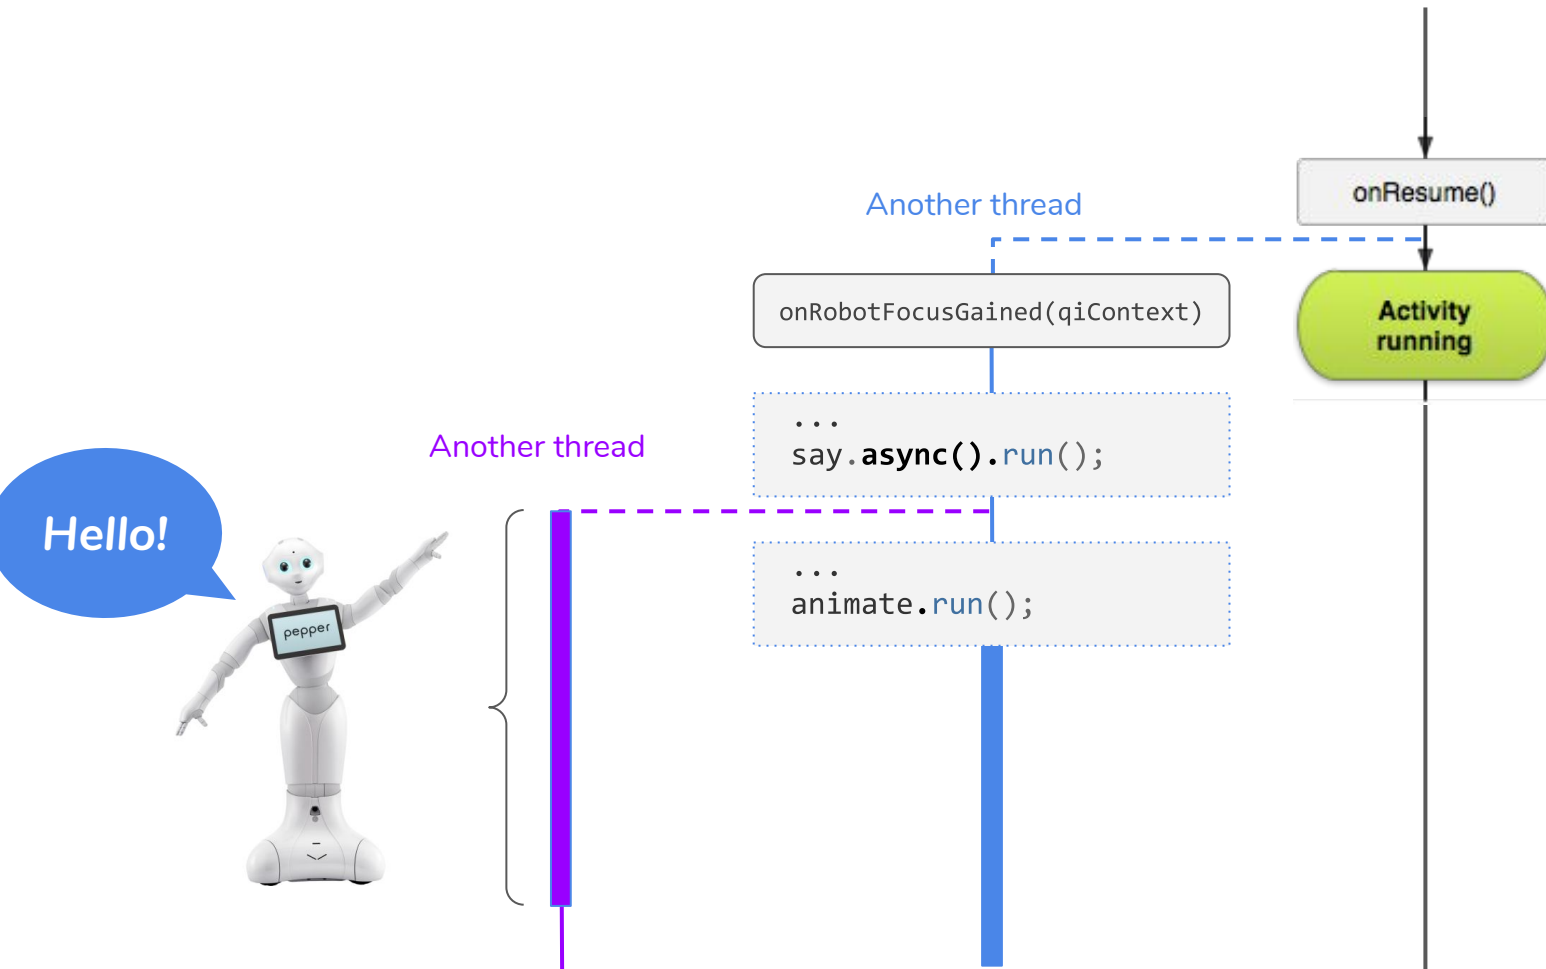 onResume()
Another thread
onRobotFocusGained(qiContext)
Activity
running
...
say.async().run();
Another thread
Hello!
...
animate.run();
pepper